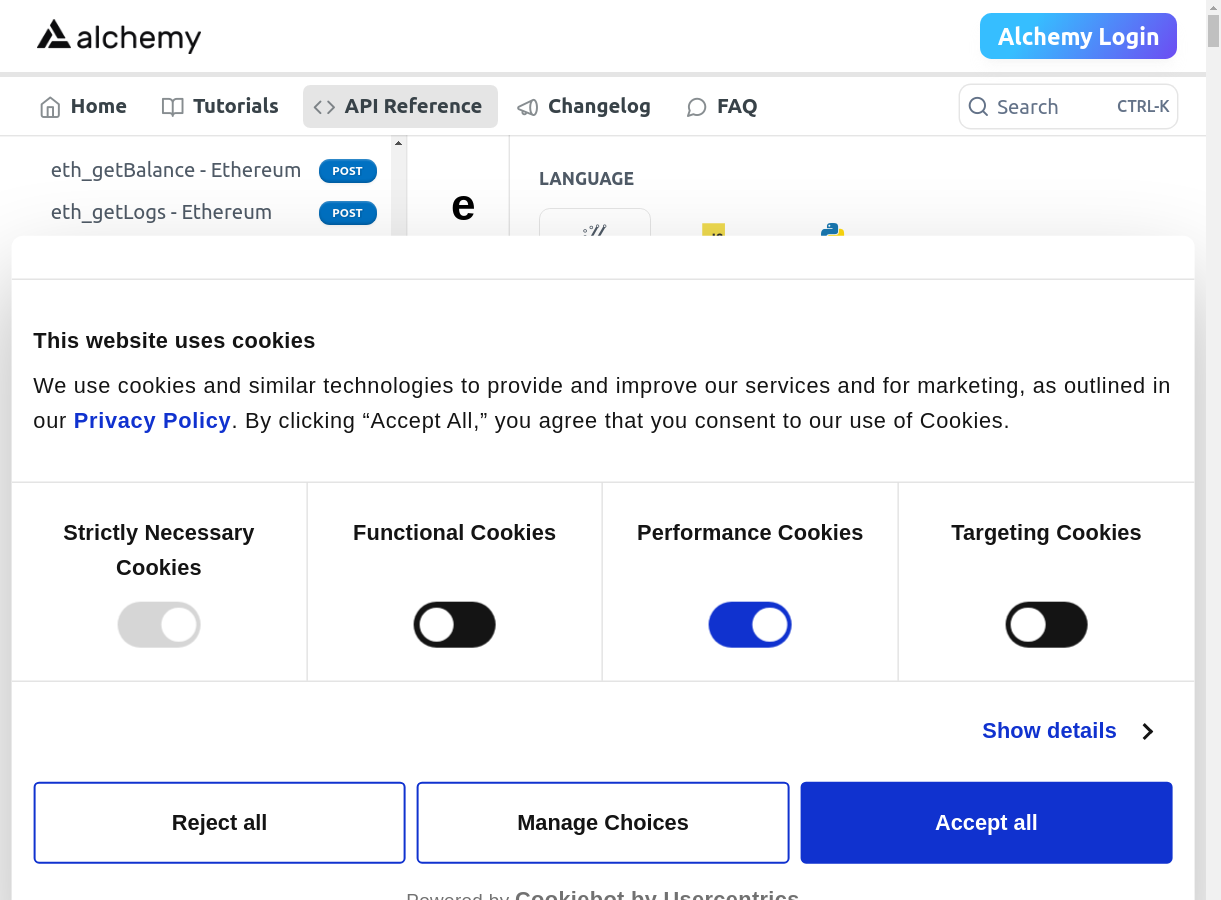 alchemy
Alchemy Login
Home
Tutorials
API Reference
Changelog
FAQ
Search
CTRL-K
eth_getBalance - Ethereum
POST
eth_getLogs - Ethereum
POST
e
LANGUAGE
This website uses cookies
We use cookies and similar technologies to provide and improve our services and for marketing, as outlined in
our Privacy Policy. By clicking “Accept All,” you agree that you consent to our use of Cookies.
Strictly Necessary
Cookies
Functional Cookies
Performance Cookies
Targeting Cookies
Show details
Reject all
Manage Choices
Accept all
Powered by Cookiebot by Usercentrics